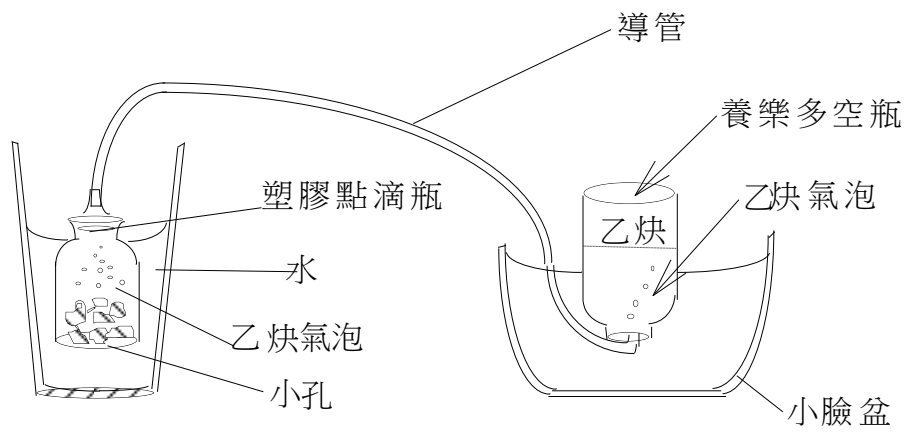 導管
養樂多空瓶
塑膠點滴瓶
乙炔氣泡
乙炔
水
乙炔氣泡
小孔
小臉盆